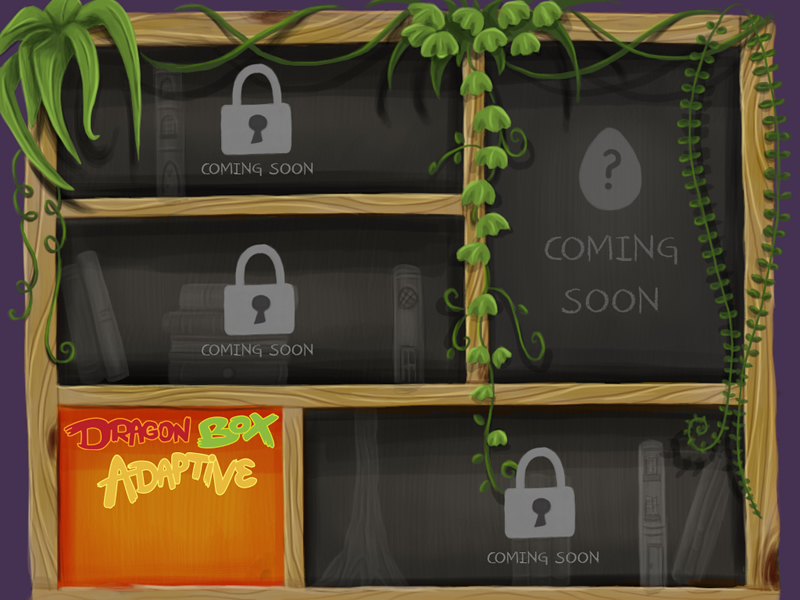 COMING SOON
?
COMING
SOON
COMING SOON
DRAGON BOX
ADAPTIVE
COMING SOON